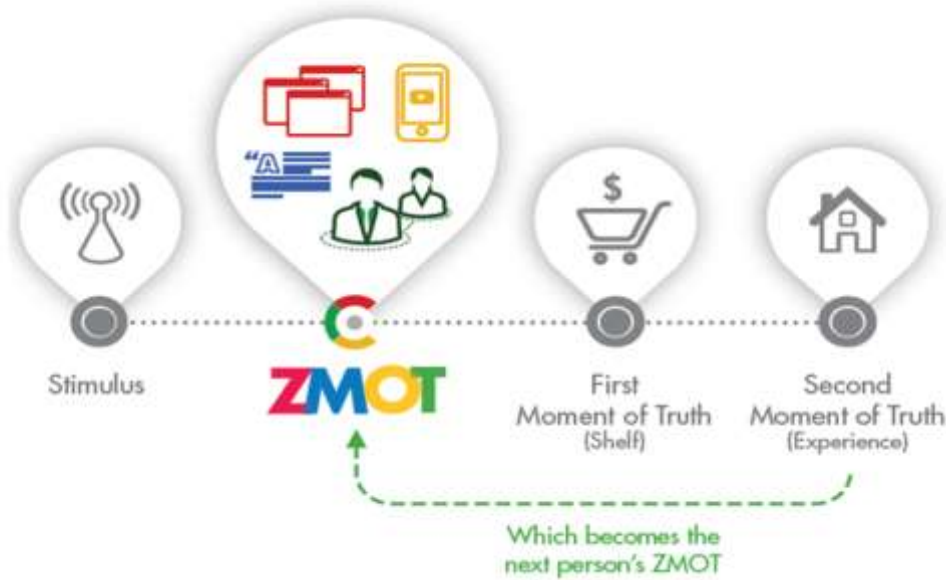 "A
$
Stimulus
ZMOT
First
Moment of Truth
(Shelf)
Second
Moment of Truth
(Experience)
Which becomes the
next person's ZMOT